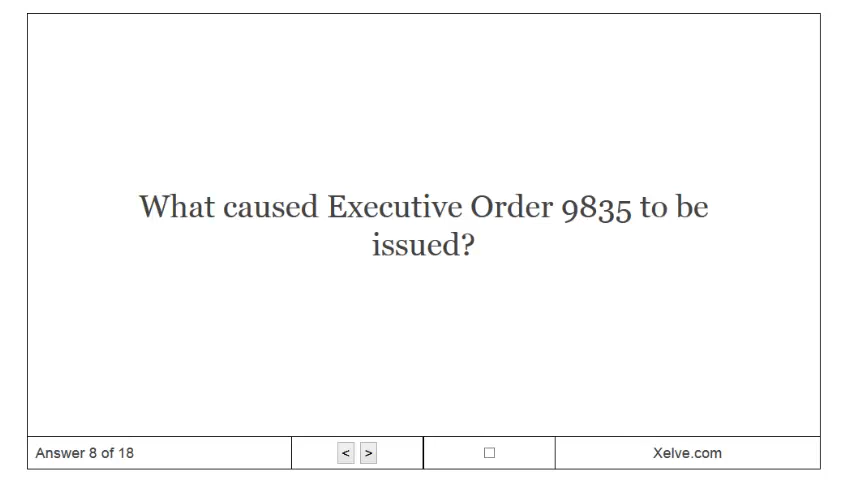 What caused Executive Order 9835 to be
issued?
Answer 8 of 18
< >
Xelve.com